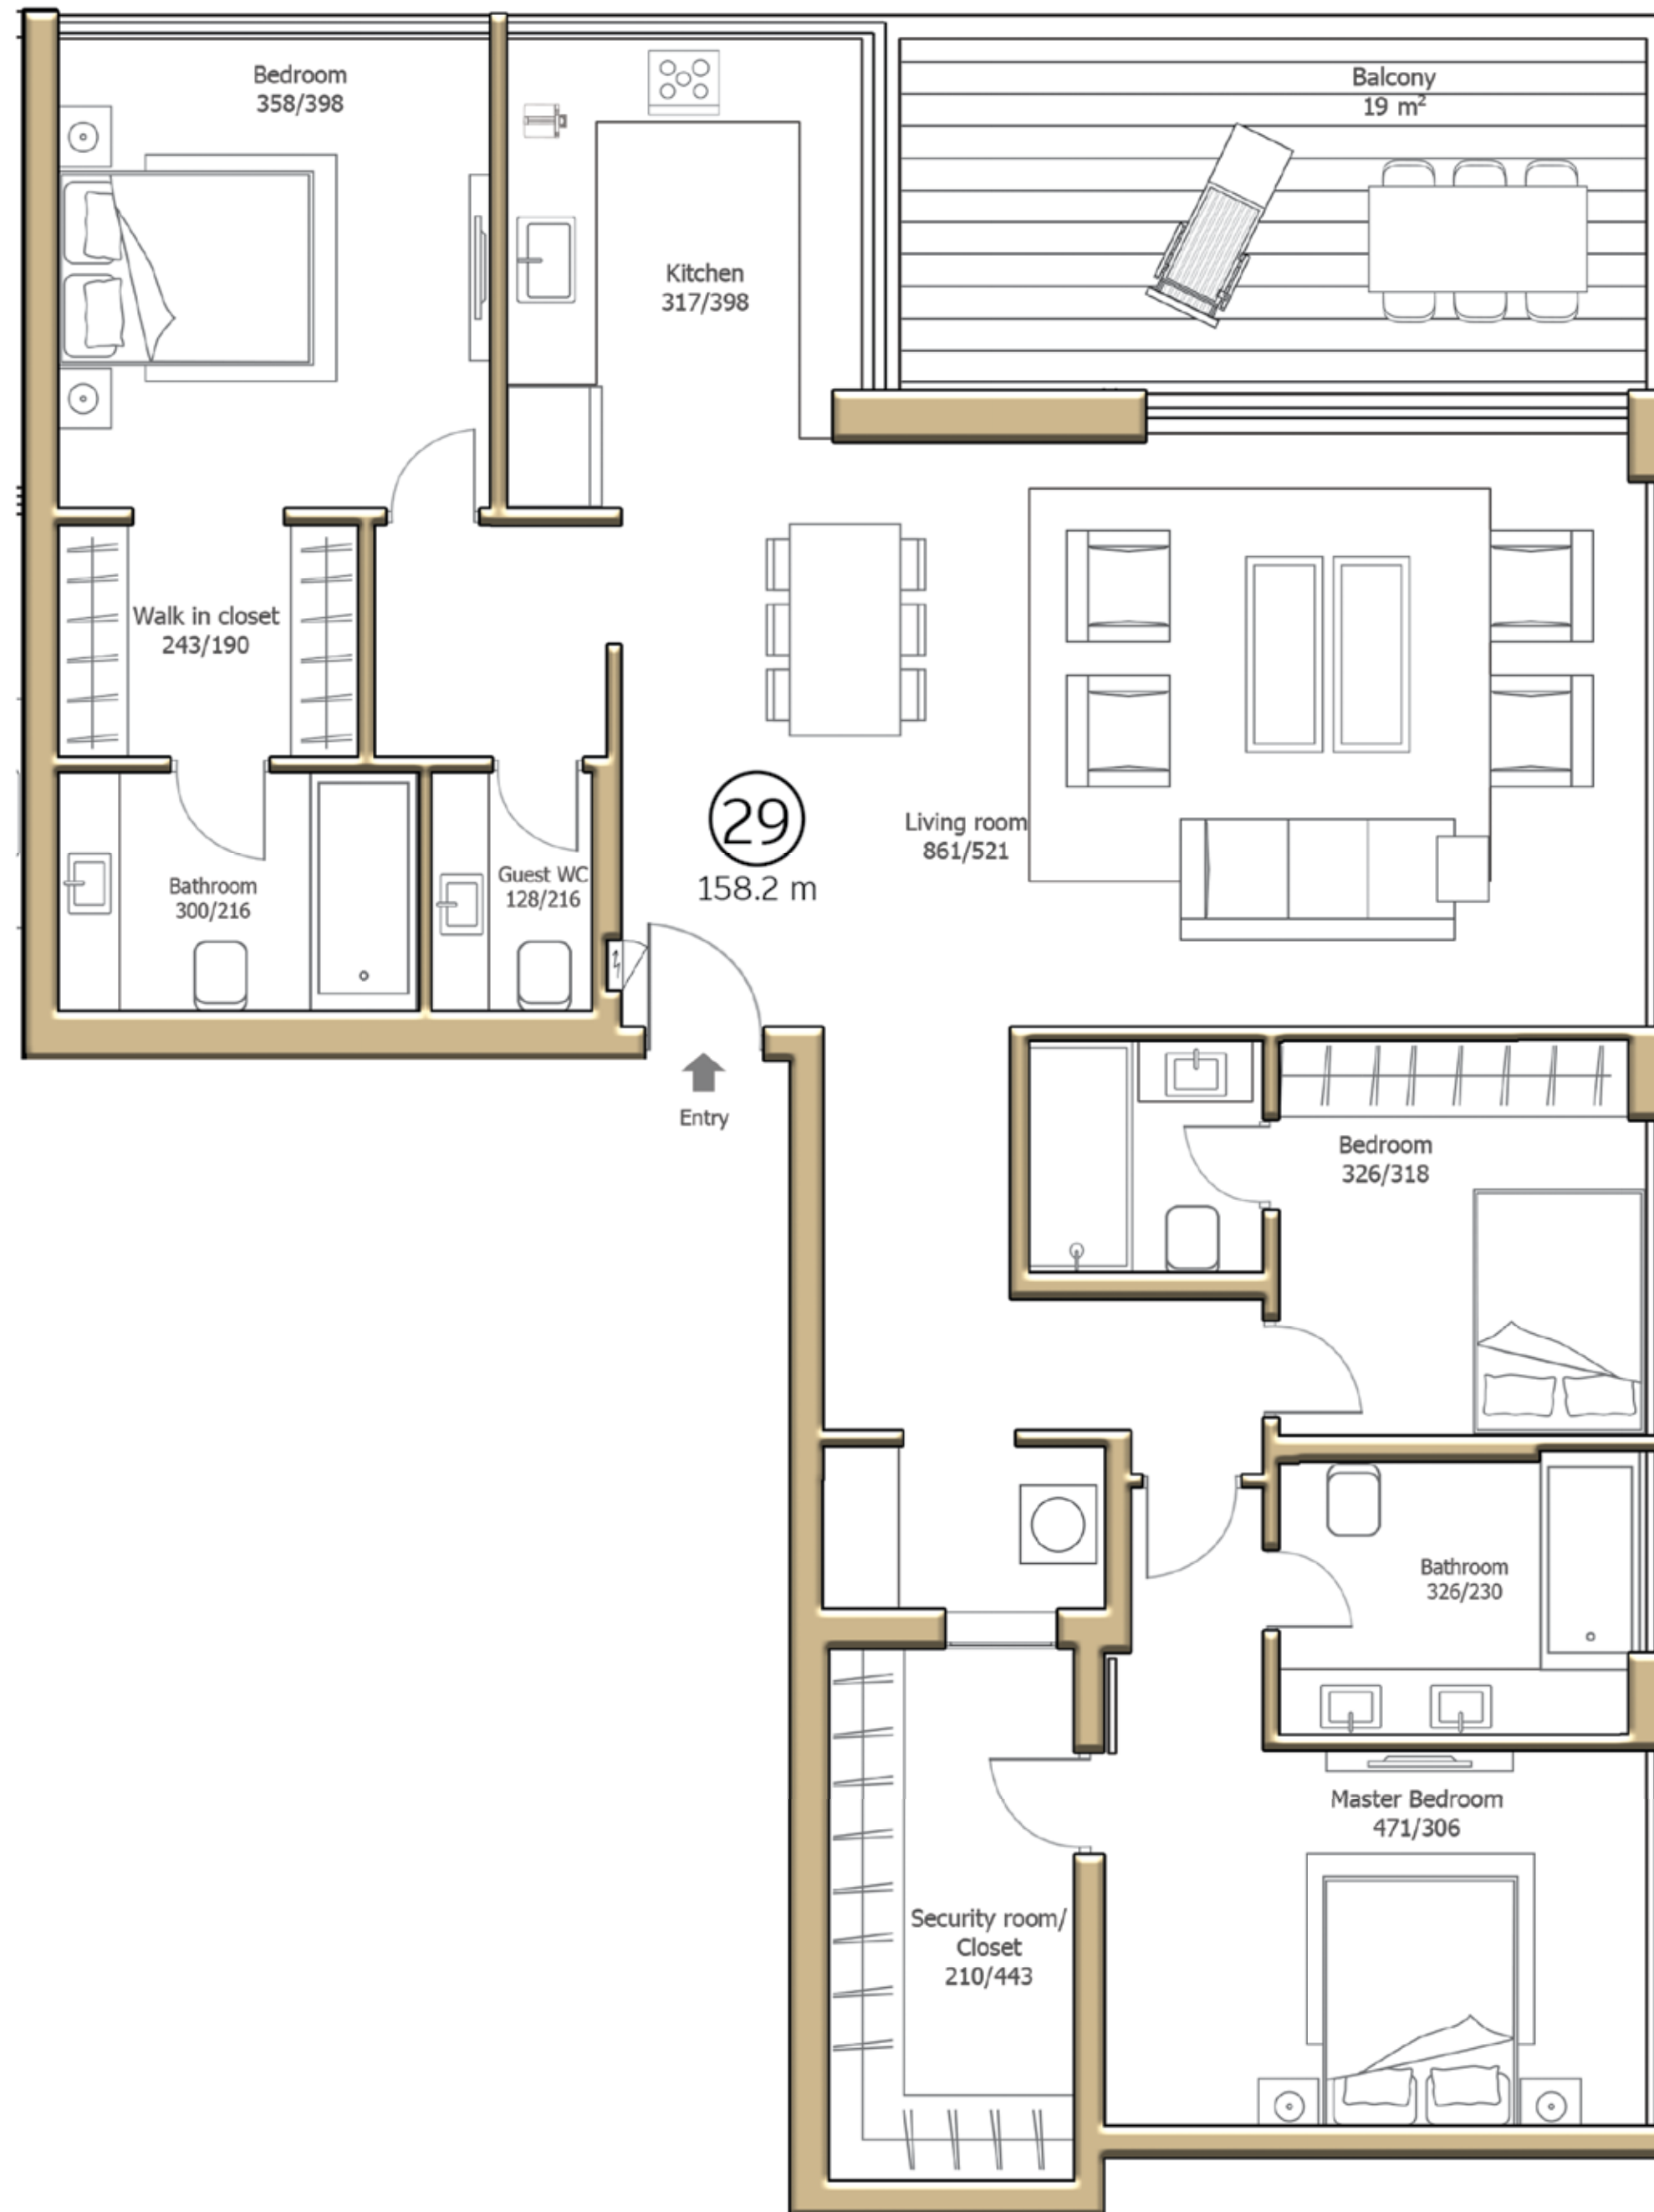 Bedroom
358/398
Balcony
19 m²
Kitchen
317/398
Walk in closet
243/190
29
158.2 m
Living room
861/521
Bathroom
300/216
Guest WC
128/216
Entry
Bedroom
326/318
Bathroom
326/230
Master Bedroom
471/306
Security room/
Closet
210/443